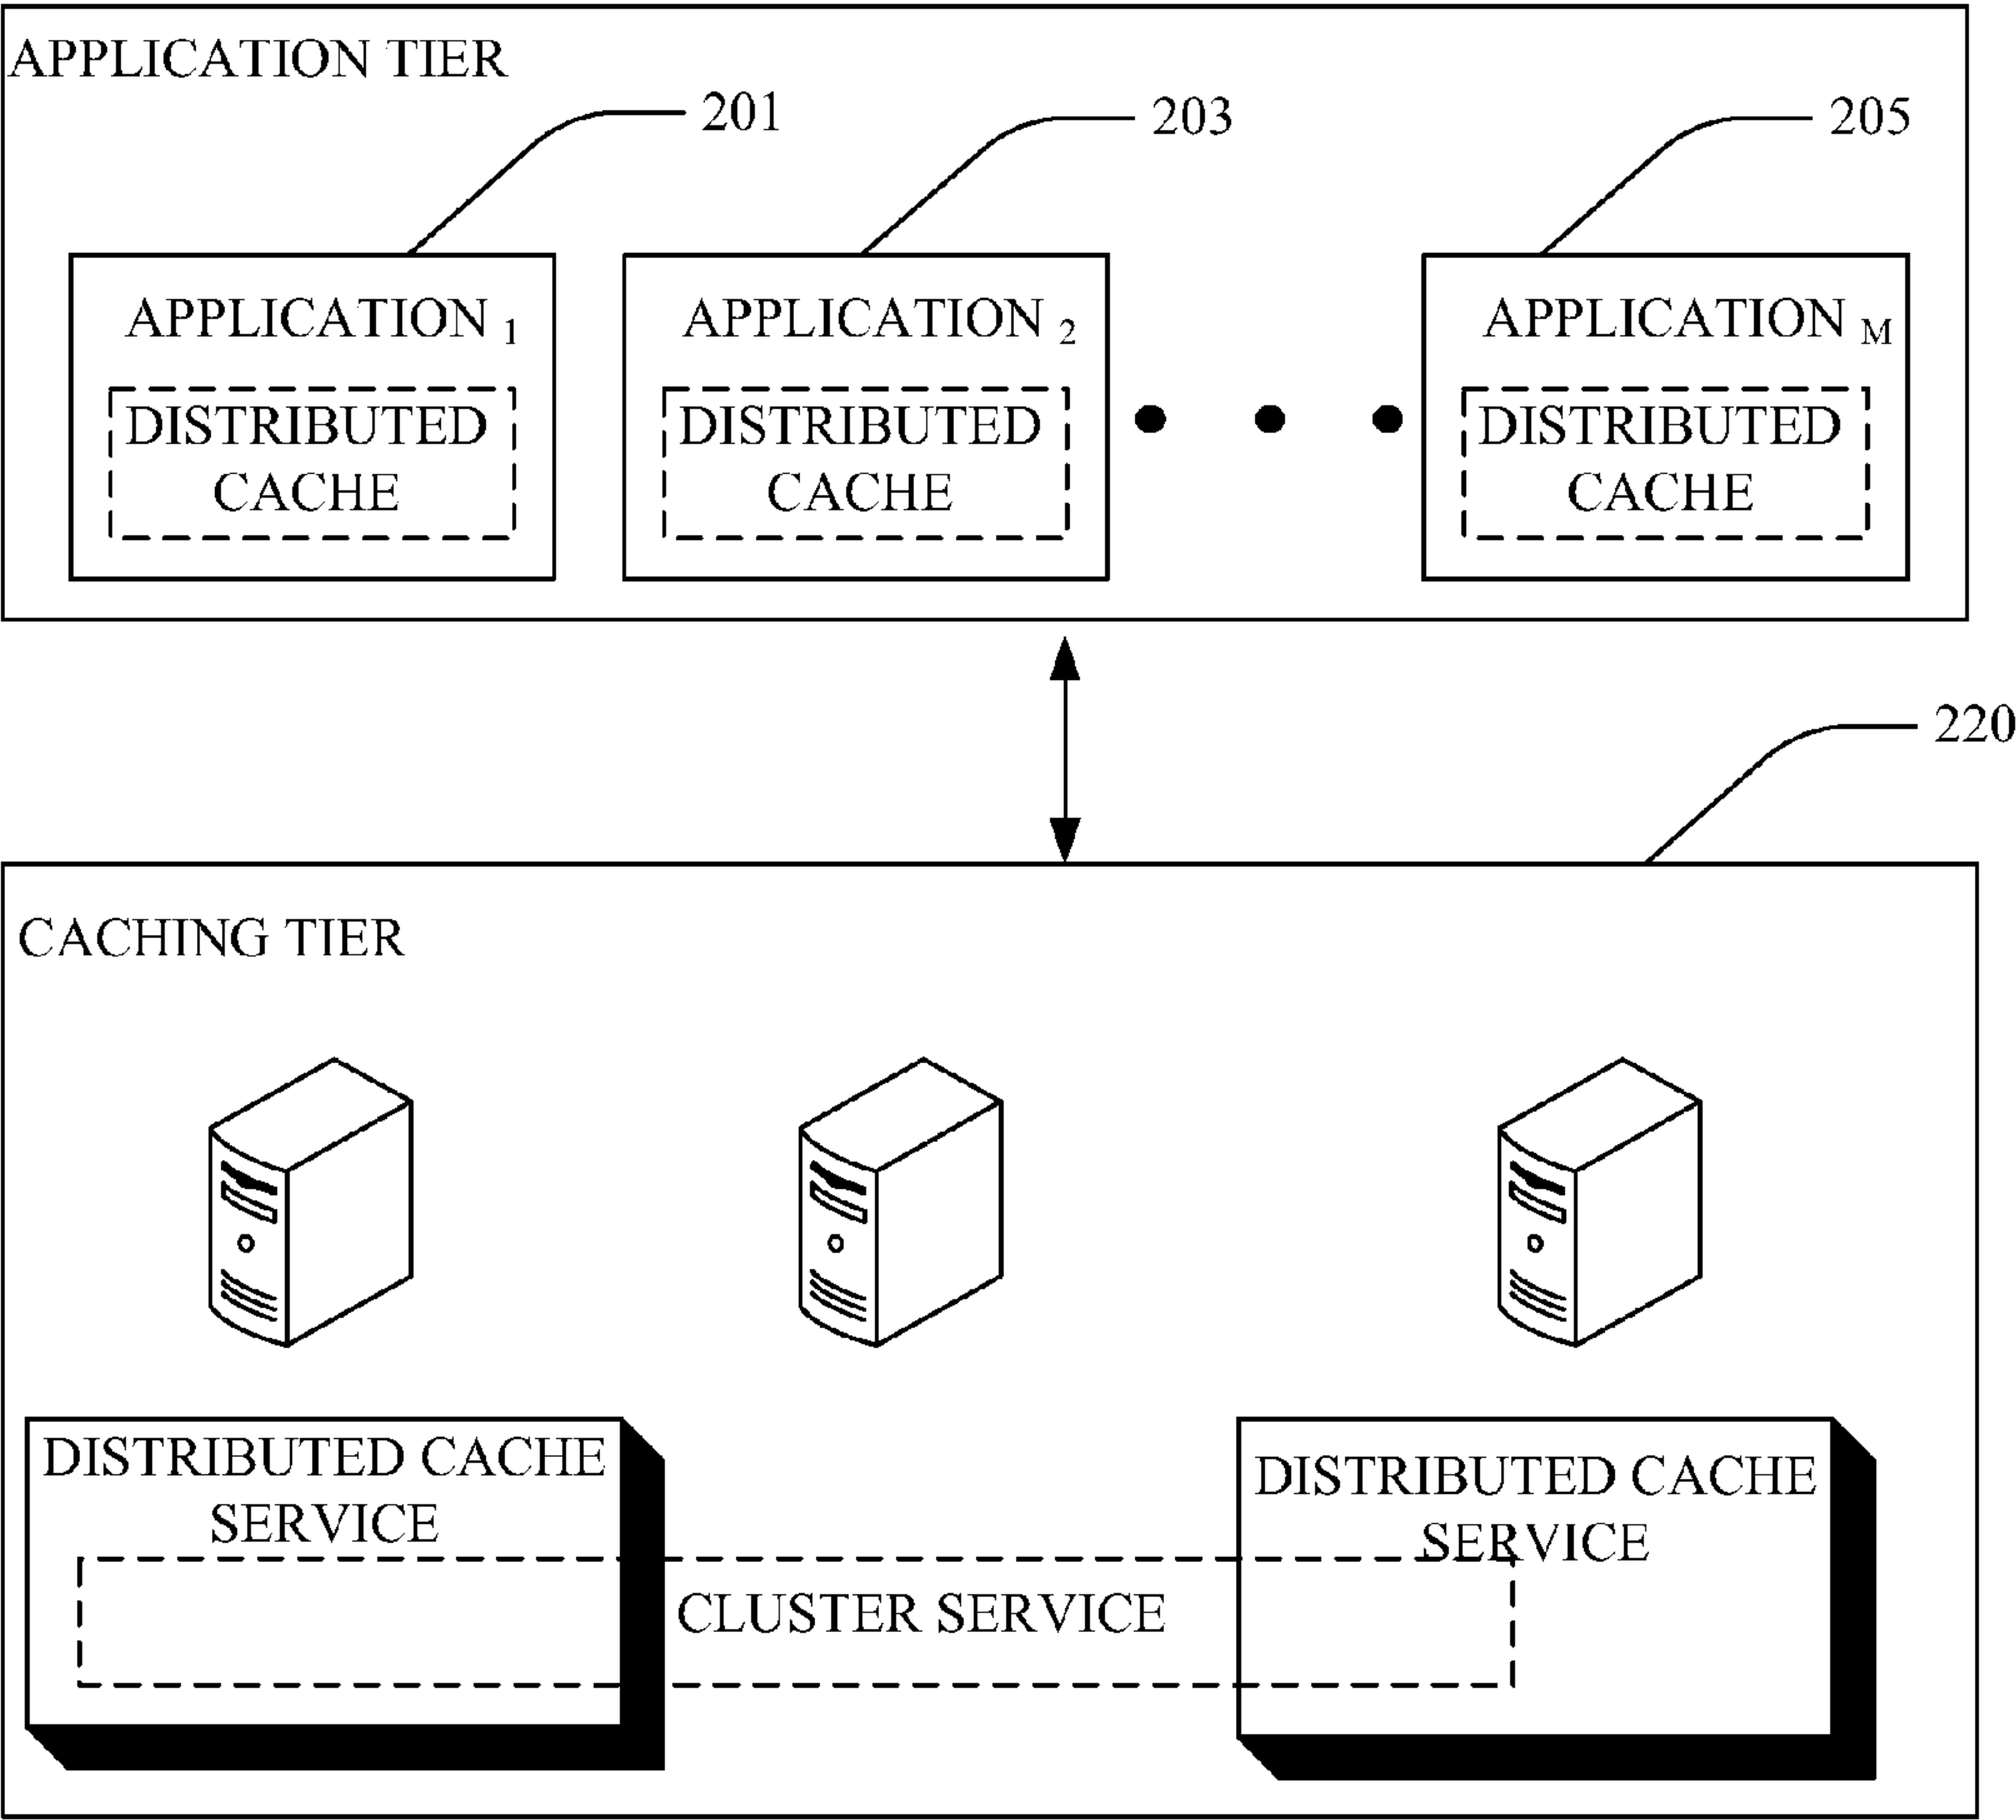 APPLICATION TIER
201
203
205
APPLICATION 1
APPLICATION 2
APPLICATION M
DISTRIBUTED
CACHE
DISTRIBUTED
CACHE
DISTRIBUTED
CACHE
220
CACHING TIER
DISTRIBUTED CACHE
SERVICE
DISTRIBUTED CACHE
SERVICE
CLUSTER SERVICE